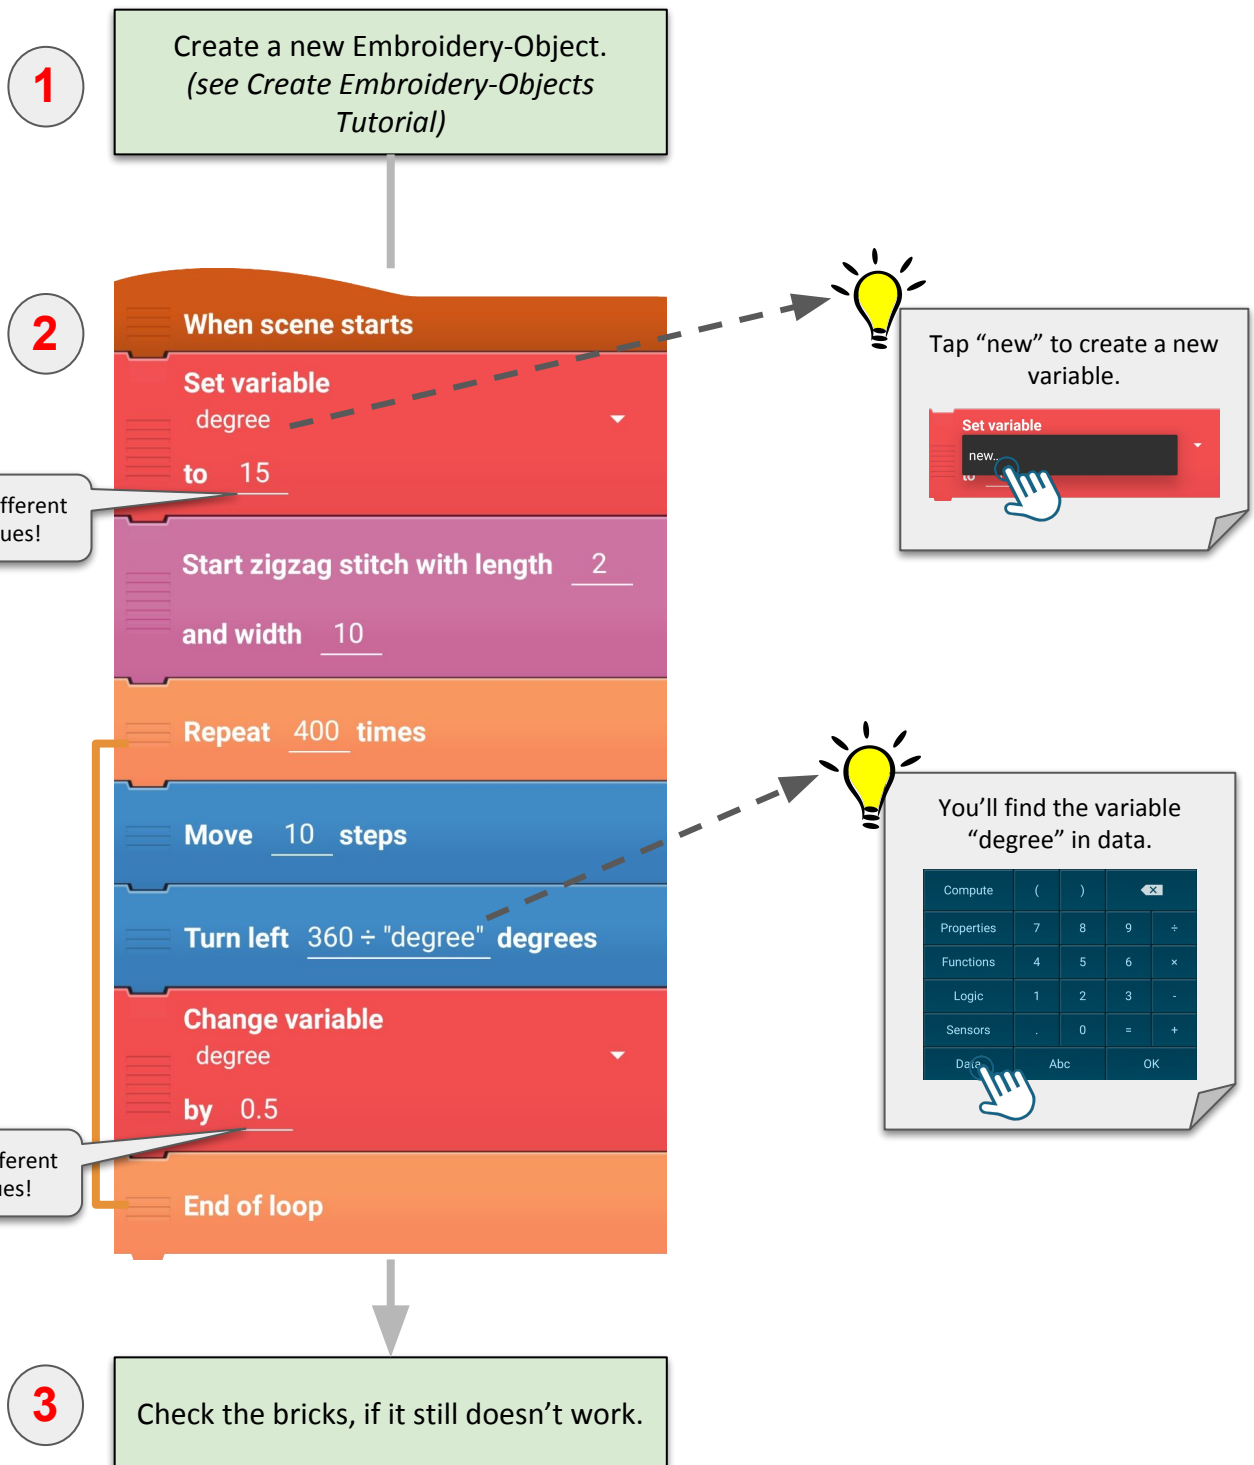 1
Create a new Embroidery-Object.
(see Create Embroidery-Objects
Tutorial)
2
When scene starts
Set variable
degree
to 15
Start zigzag stitch with length 2
and width 10
Repeat 400 times
Move 10 steps
Turn left 360 ÷ "degree" degrees
Change variable
degree
by 0.5
End of loop
Tap “new” to create a new
variable.
Set variable
new..
to
You’ll find the variable
“degree” in data.
Compute ( )
Properties 7 8 9 ÷
Functions 4 5 6 ×
Logic 1 2 3 -
Sensors . 0 = +
Data Abc OK
3
Check the bricks, if it still doesn’t work.